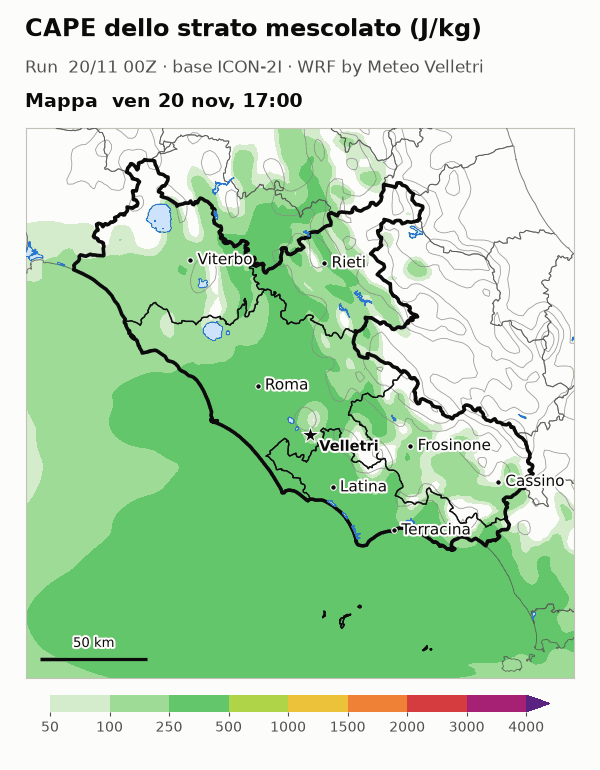 CAPE dello strato mescolato (J/kg)
Run  20/11 00Z · base ICON-2I · WRF by Meteo Velletri
Mappa  ven 20 nov, 17:00
Viterbo
Rieti
Roma
Velletri
Frosinone
Latina
Cassino
Terracina
50 km
50 100 250 500 1000 1500 2000 3000 4000